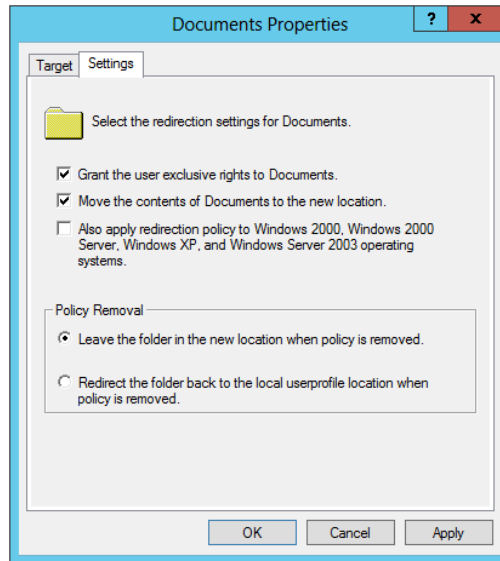 Documents Properties
?
x
Target
Settings
Select the redirection settings for Documents.
Grant the user exclusive rights to Documents.
Move the contents of Documents to the new location.
Also apply redirection policy to Windows 2000, Windows 2000
Server, Windows XP, and Windows Server 2003 operating
systems.
Policy Removal
Leave the folder in the new location when policy is removed.
Redirect the folder back to the local userprofile location when
policy is removed.
OK
Cancel
Apply